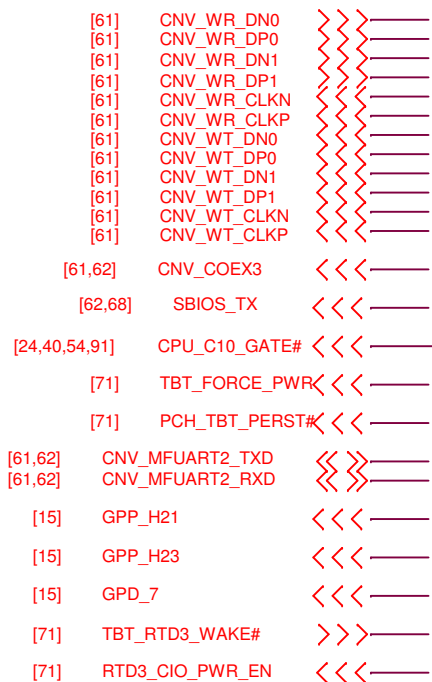 [61] CNV_WR_DN0
[61] CNV_WR_DP0
[61] CNV_WR_DN1
[61] CNV_WR_DP1
[61] CNV_WR_CLKN
[61] CNV_WR_CLKP
[61] CNV_WT_DN0
[61] CNV_WT_DP0
[61] CNV_WT_DN1
[61] CNV_WT_DP1
[61] CNV_WT_CLKN
[61] CNV_WT_CLKP
[61,62] CNV_COEX3
[62,68] SBIOS_TX
[24,40,54,91] CPU_C10_GATE#
[71] TBT_FORCE_PWR
[71] PCH_TBT_PERST#
[61,62] CNV_MFUART2_TXD
[61,62] CNV_MFUART2_RXD
[15] GPP_H21
[15] GPP_H23
[15] GPD_7
[71] TBT_RTD3_WAKE#
[71] RTD3_CIO_PWR_EN